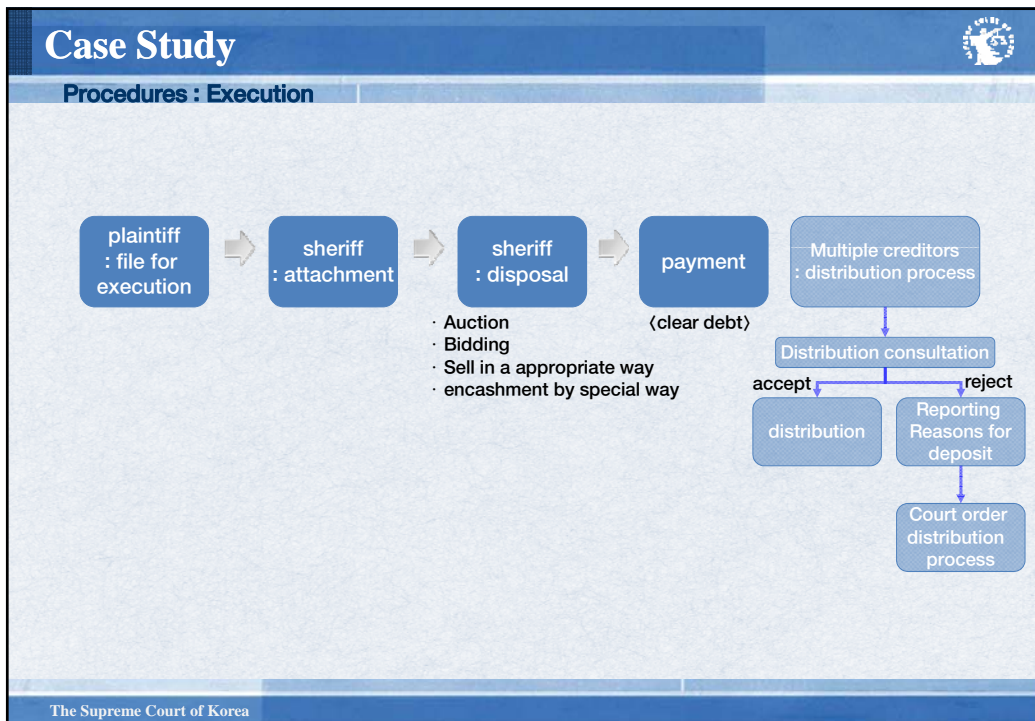 Case Study
Procedures : Execution
plaintiff
: file for
execution
sheriff
: attachment
sheriff
: disposal
payment
Multiple creditors
: distribution process
· Auction
· Bidding
· Sell in a appropriate way
· encashment by special way
〈clear debt〉
Distribution consultation
accept
reject
distribution
Reporting
Reasons for
deposit
Court order
distribution
process
The Supreme Court of Korea